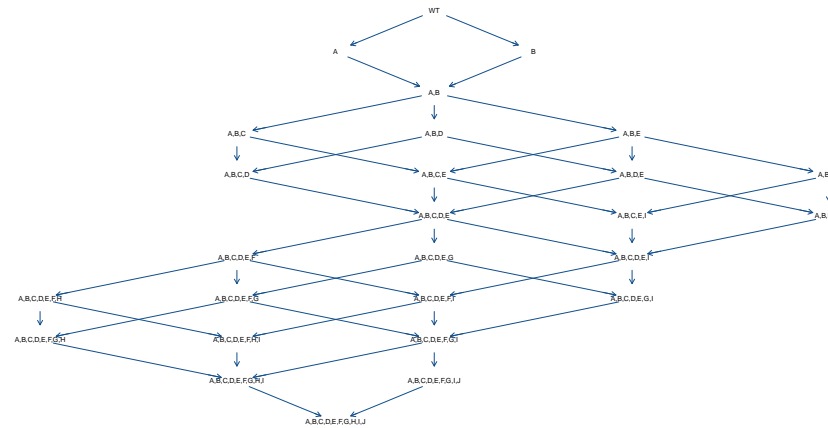 WT
A B
A,B
A,B,C A,B,D A,B,E
A,B,C,D A,B,C,E A,B,D,E
A,B,C,D,E A,B,C,E,I
A,B,C,D,E,F A,B,C,D,E,G A,B,C,D,E,I
A,B,C,D,E,F,H A,B,C,D,E,F,G A,B,C,D,E,F,I A,B,C,D,E,G,I
A,B,C,D,E,F,G,H A,B,C,D,E,F,H,I A,B,C,D,E,F,G,I
A,B,C,D,E,F,G,H,I A,B,C,D,E,F,G,I,J
A,B,C,D,E,F,G,H,I,J